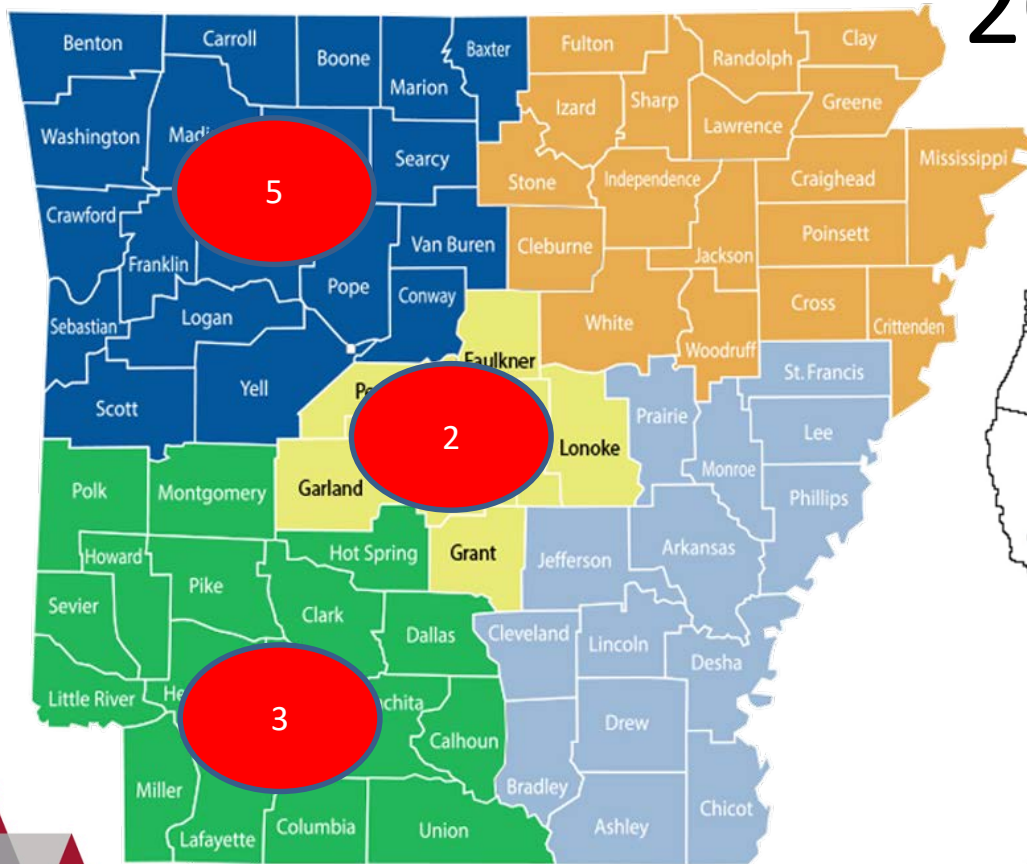 2
Benton
Carroll
Boone
Marion
Baxter
Fulton
Randolph
Clay
Izard
Sharp
Lawrence
Greene
Washington
Searcy
Stone
Independence
Craighead
Mississippi
5
Crawford
Franklin
Van Buren
Cleburne
Jackson
Poinsett
Pope
Conway
Sebastian
Logan
White
Cross
Crittenden
Woodruff
Faulkner
Scott
Yell
St. Francis
Prairie
Lee
2
Lonoke
Monroe
Phillips
Polk
Montgomery
Garland
Howard
Hot Spring
Grant
Jefferson
Arkansas
Sevier
Pike
Clark
Dallas
Cleveland
Lincoln
Desha
Little River
3
Calhoun
Drew
Miller
Bradley
Chicot
Lafayette
Columbia
Union
Ashley